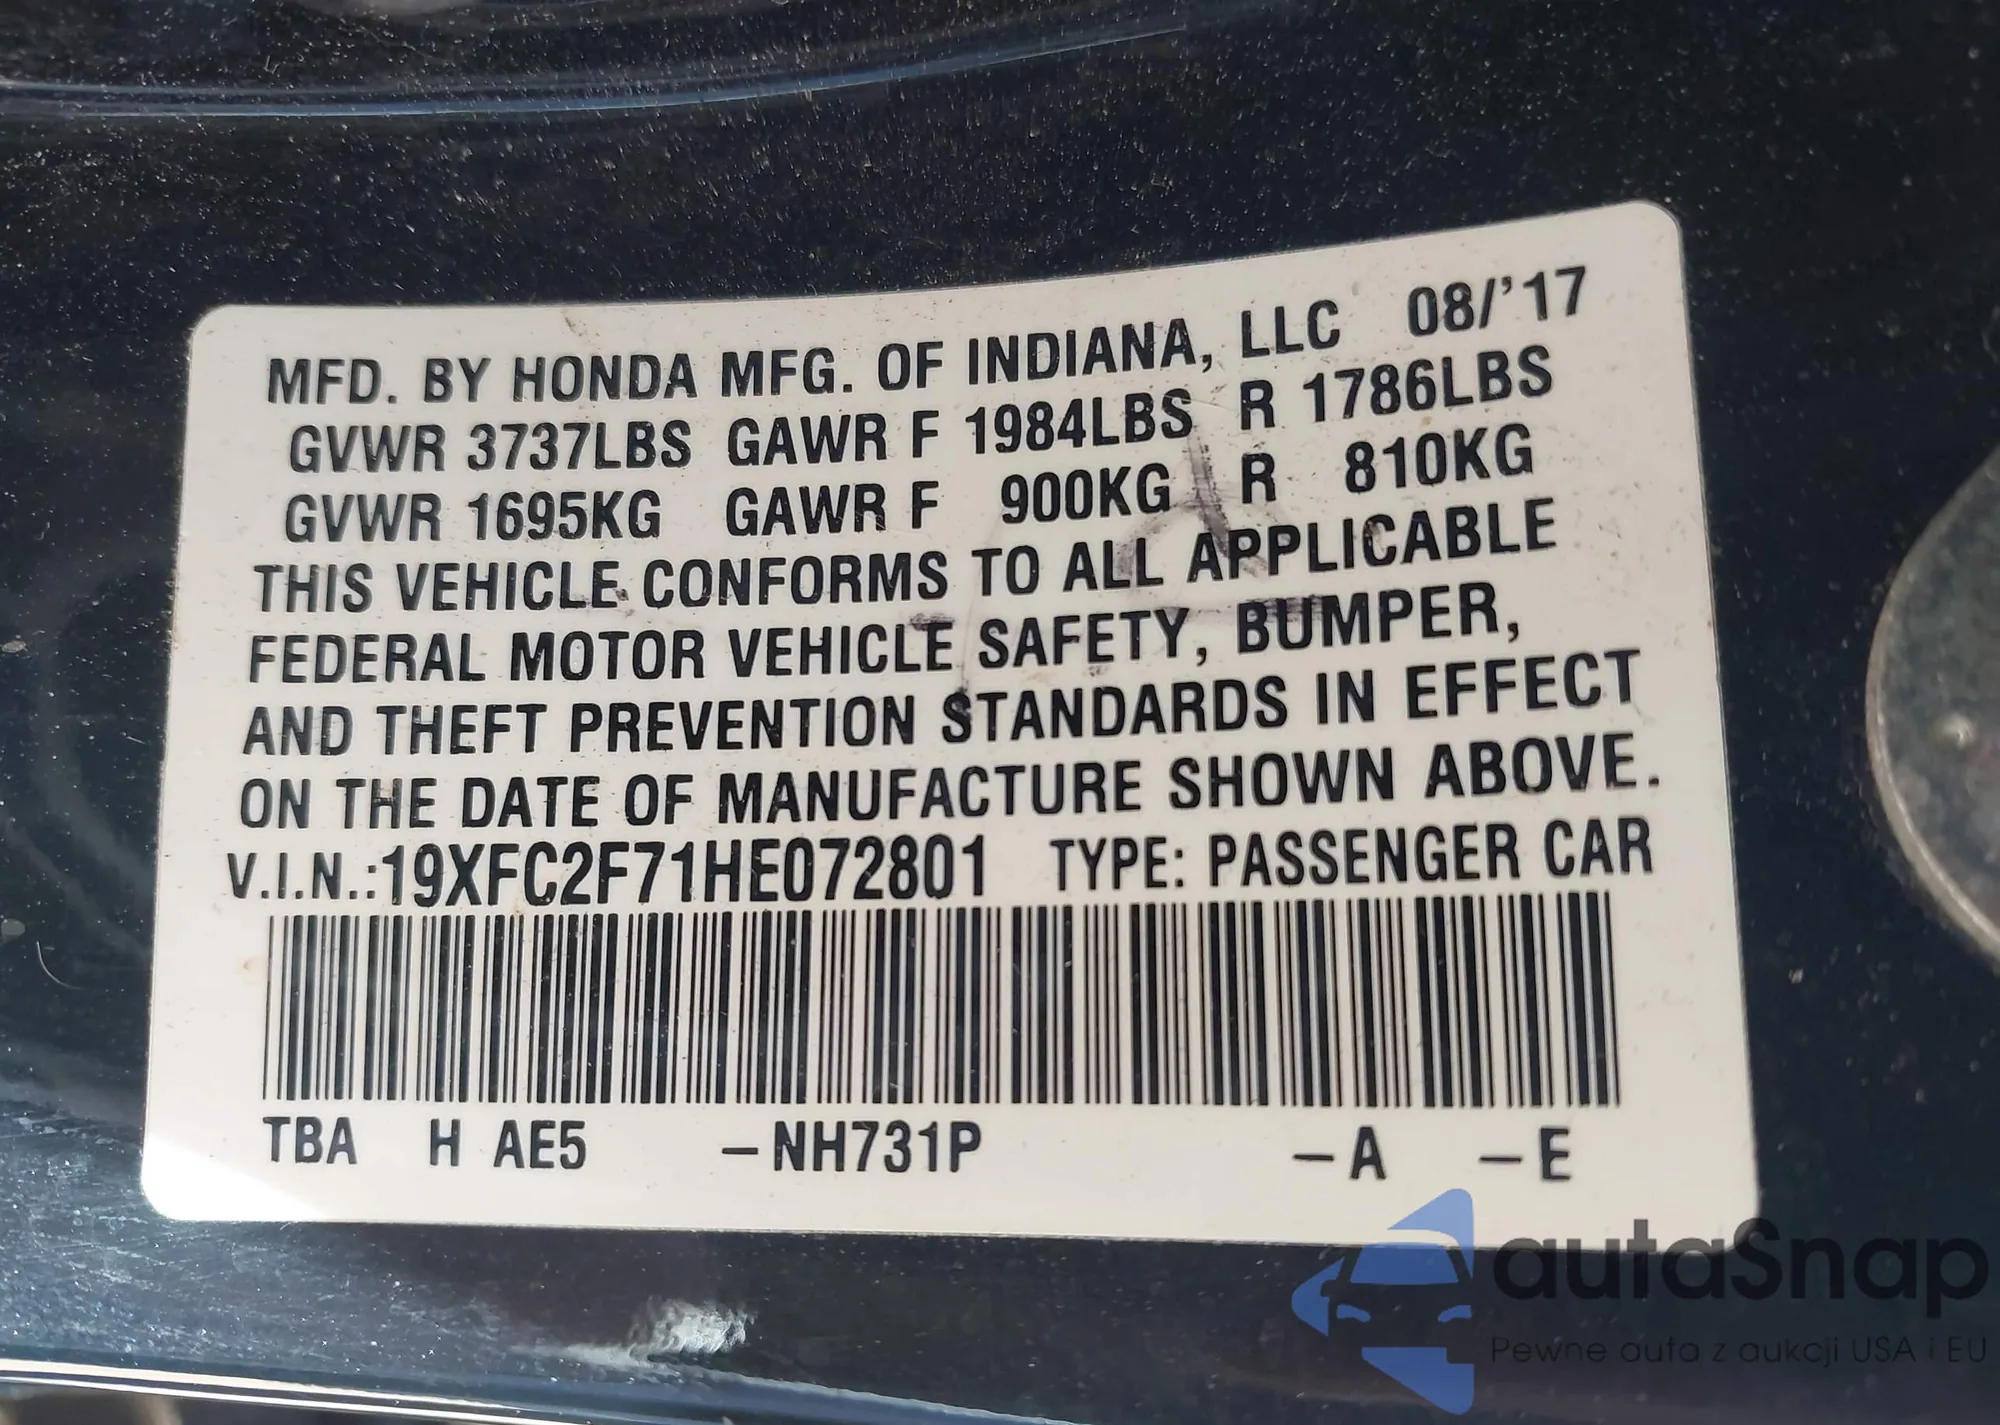 MFD. BY HONDA MFG. OF INDIANA, LLC 08/'17
GVWR 3737LBS GAWR F 1984LBS R 1786LBS
GVWR 1695KG GAWR F 900KG R 810KG
THIS VEHICLE CONFORMS TO ALL APPLICABLE
FEDERAL MOTOR VEHICLE SAFETY, BUMPER,
AND THEFT PREVENTION STANDARDS IN EFFECT
ON THE DATE OF MANUFACTURE SHOWN ABOVE.
V.I.N.:19XFC2F71HE072801 TYPE: PASSENGER CAR
TBA H AE5 –NH731P –A –E
autaSnap
Pewne auta z aukcji USA i EU